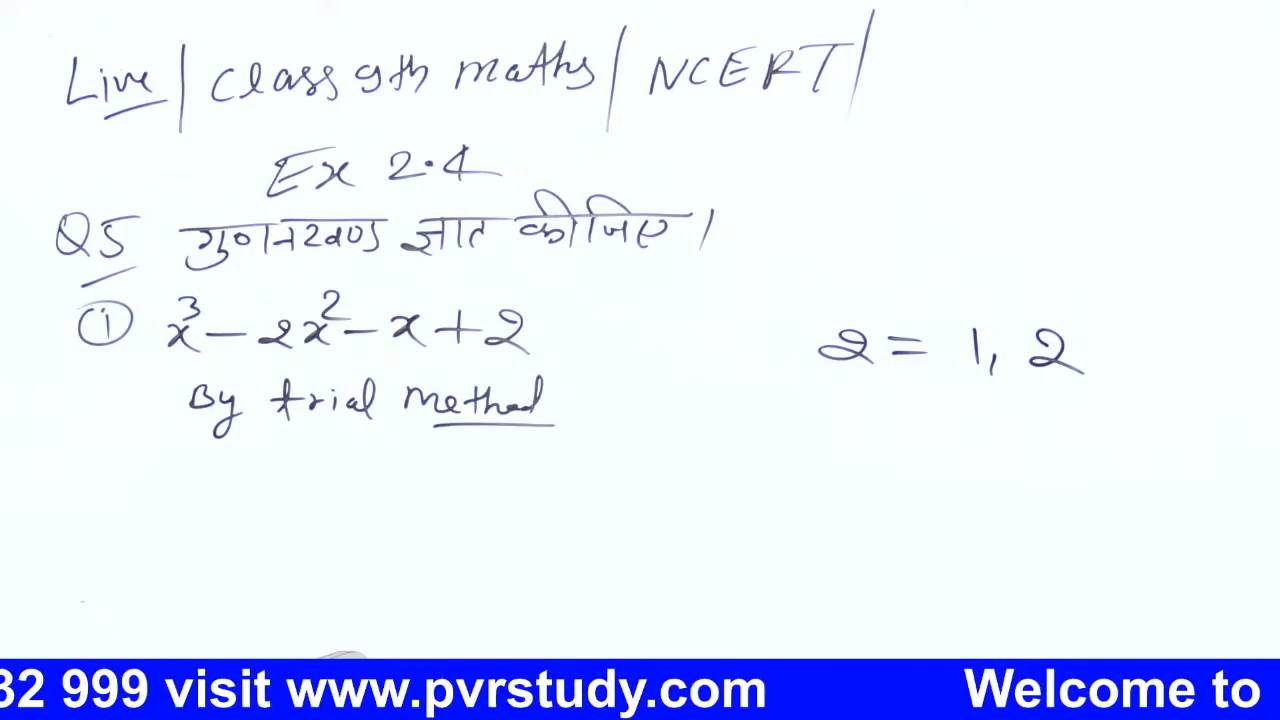 Live | Class 9th maths | NCERT |
Ex 2.4
Q5 गुणनखण्ड ज्ञात कीजिए।
① x³ - 2x² - x + 2
2 = 1, 2
By trial Method
32 999 visit www.pvrstudy.com Welcome to